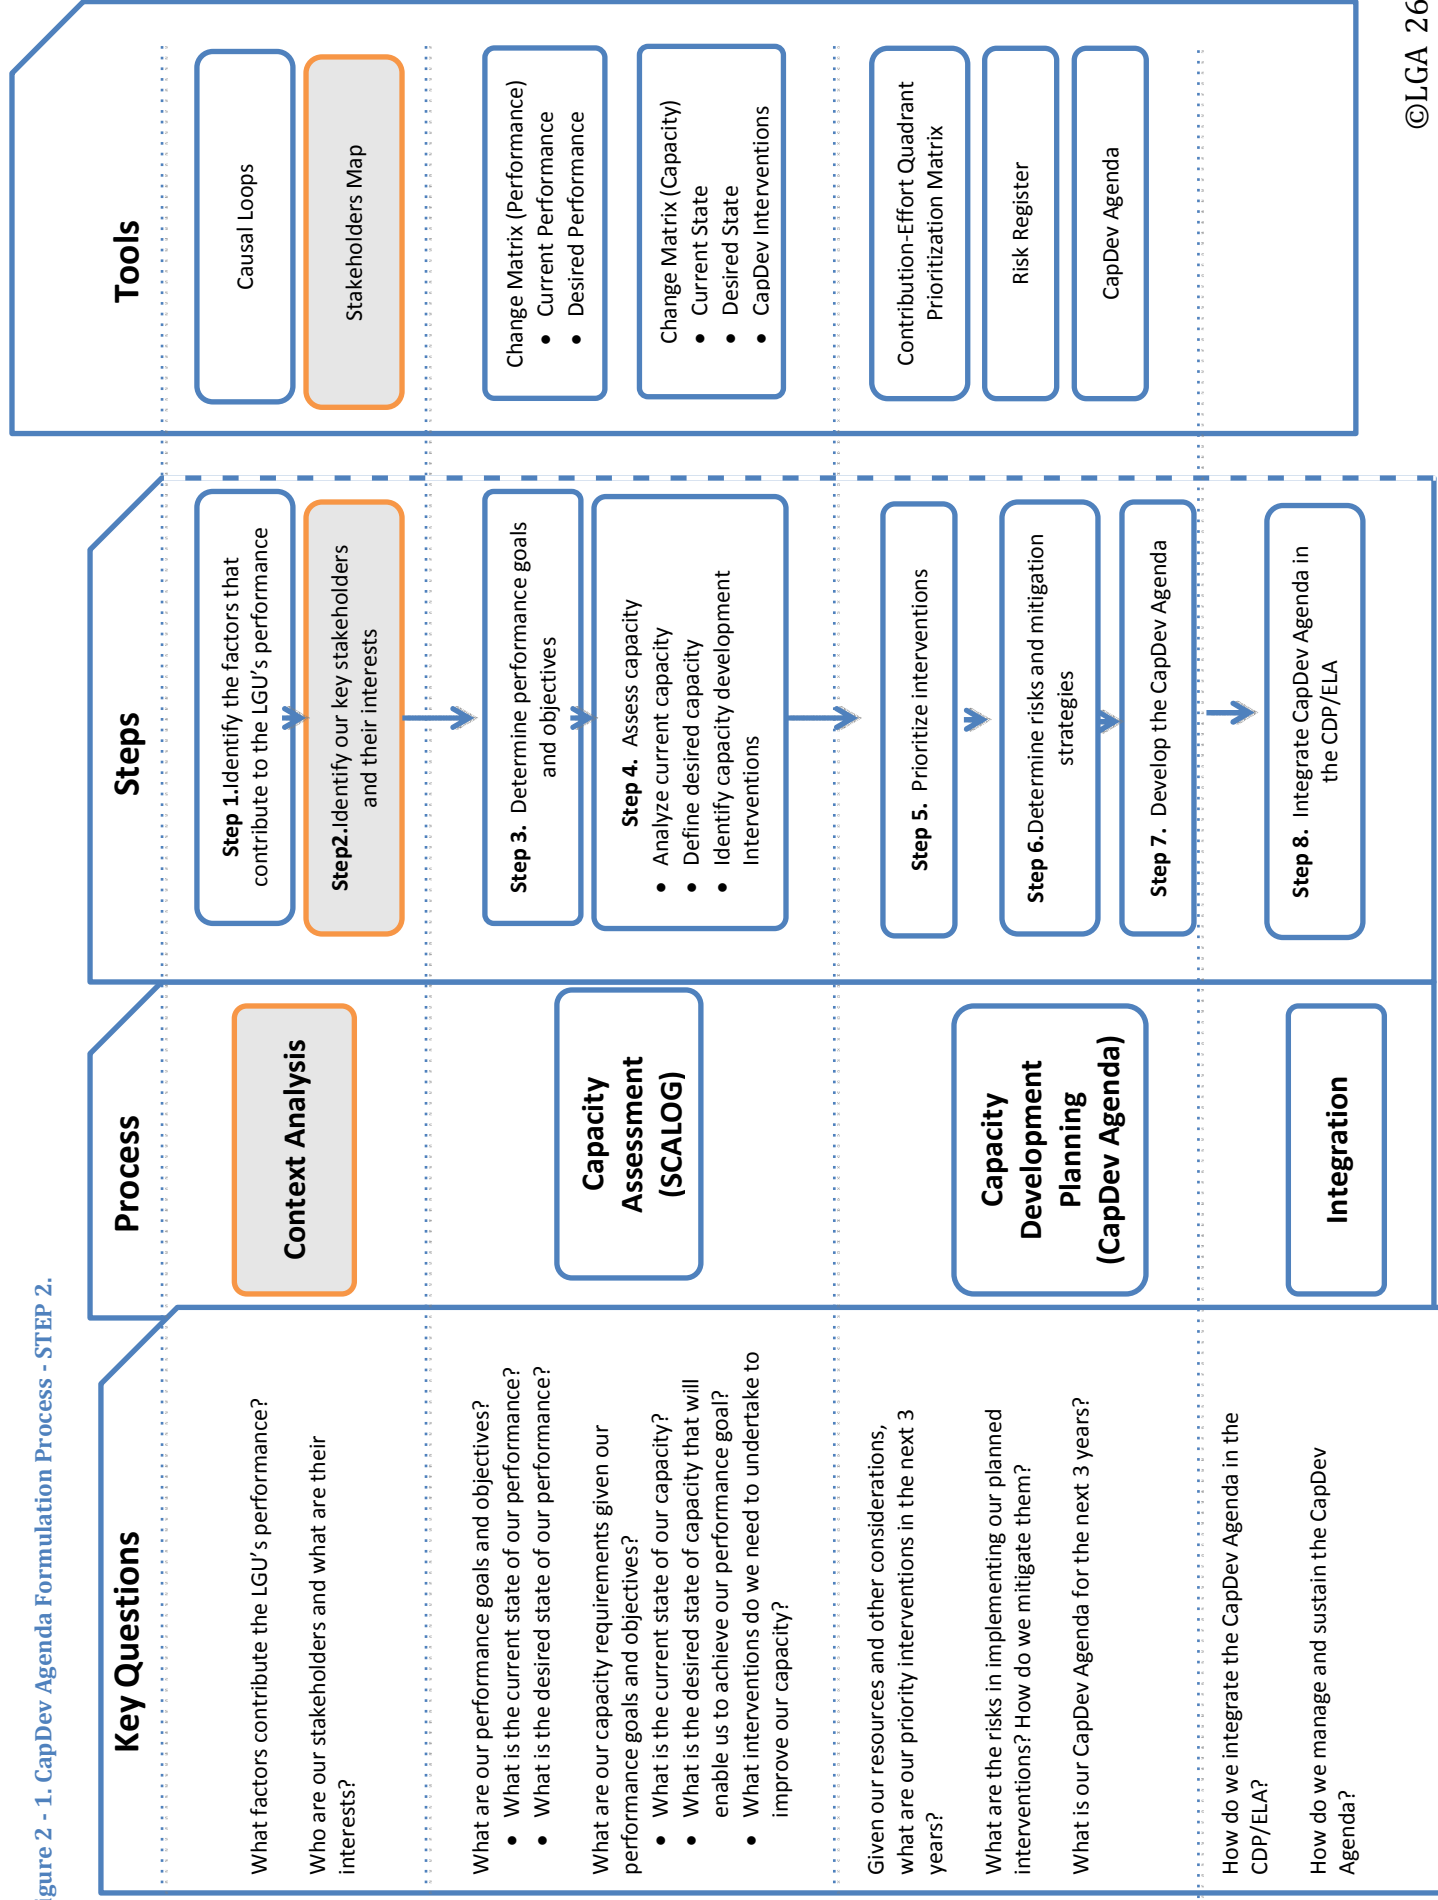 igure 2 - 1. CapDev Agenda Formulation Process - STEP 2.
Key Questions
What factors contribute the LGU's performance?
Who are our stakeholders and what are their
interests?
What are our performance goals and objectives?
• What is the current state of our performance?
• What is the desired state of our performance?
What are our capacity requirements given our
performance goals and objectives?
• What is the current state of our capacity?
• What is the desired state of capacity that will
enable us to achieve our performance goal?
• What interventions do we need to undertake to
improve our capacity?
Given our resources and other considerations,
what are our priority interventions in the next 3
years?
What are the risks in implementing our planned
interventions? How do we mitigate them?
What is our CapDev Agenda for the next 3 years?
How do we integrate the CapDev Agenda in the
CDP/ELA?
How do we manage and sustain the CapDev
Agenda?
Process
Context Analysis
Capacity
Assessment
(SCALOG)
Capacity
Development
Planning
(CapDev Agenda)
Integration
Steps
Step 1.Identify the factors that
contribute to the LGU's performance
Step2.Identify our key stakeholders
and their interests
Step 3. Determine performance goals
and objectives
Step 4. Assess capacity
• Analyze current capacity
• Define desired capacity
• Identify capacity development
Interventions
Step 5. Prioritize interventions
Step 6.Determine risks and mitigation
strategies
Step 7. Develop the CapDev Agenda
Step 8. Integrate CapDev Agenda in
the CDP/ELA
Tools
Causal Loops
Stakeholders Map
Change Matrix (Performance)
• Current Performance
• Desired Performance
Change Matrix (Capacity)
• Current State
• Desired State
• CapDev Interventions
Contribution-Effort Quadrant
Prioritization Matrix
Risk Register
CapDev Agenda
©LGA 26